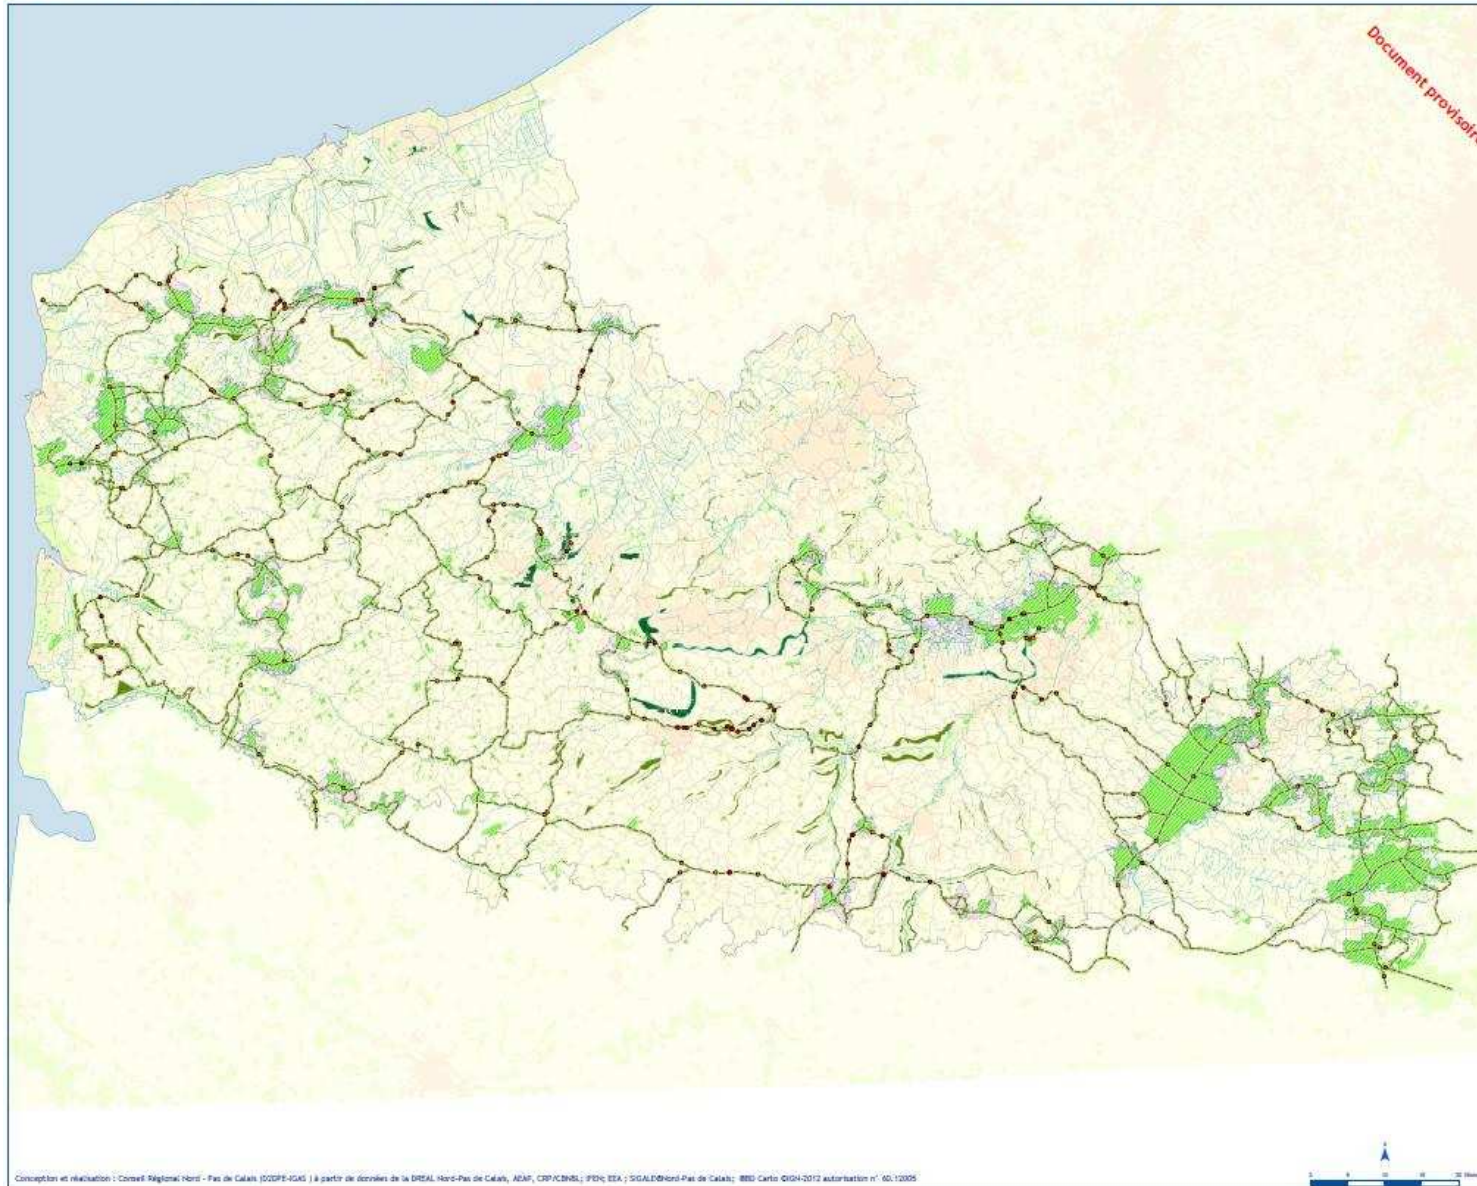 Document provisoire
Conception et réalisation : Conseil Régional Nord - Pas de Calais (D2DPE-IGAS ) à partir de données de la DREAL Nord-Pas de Calais, AEAP, CRP/CBNBL; IFEN; EEA ; SIGALE®Nord-Pas de Calais; ©BD Carto ©IGN-2012 autorisation n° 60.12005